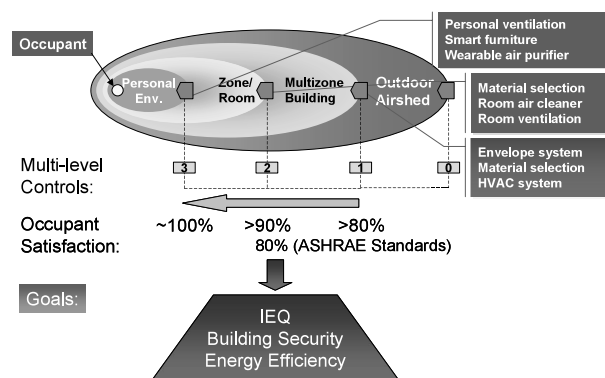 Personal ventilation
Smart furniture
Wearable air purifier
Occupant
Personal
Env.
Zone/
Room
Multizone
Building
Outdoor
Airshed
Material selection
Room air cleaner
Room ventilation
Envelope system
Material selection
HVAC system
Multi-level
Controls:
3
2
1
0
Occupant
Satisfaction:
~100%
>90%
>80%
80% (ASHRAE Standards)
Goals:
IEQ
Building Security
Energy Efficiency